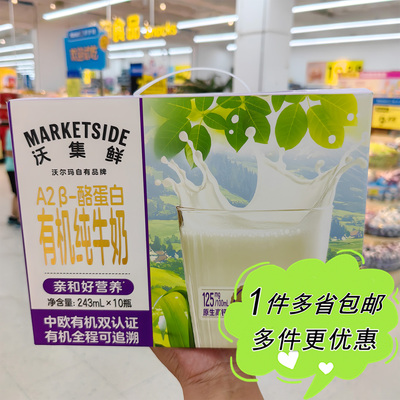 MARKETSIDE
沃集鲜
沃尔玛自有品牌
A2 β-酪蛋白
有机纯牛奶
亲和好营养
净含量:243mL×10瓶
中欧有机双认证
有机全程可追溯
125mg
/100mL
原生
1件多省包邮
多件更优惠